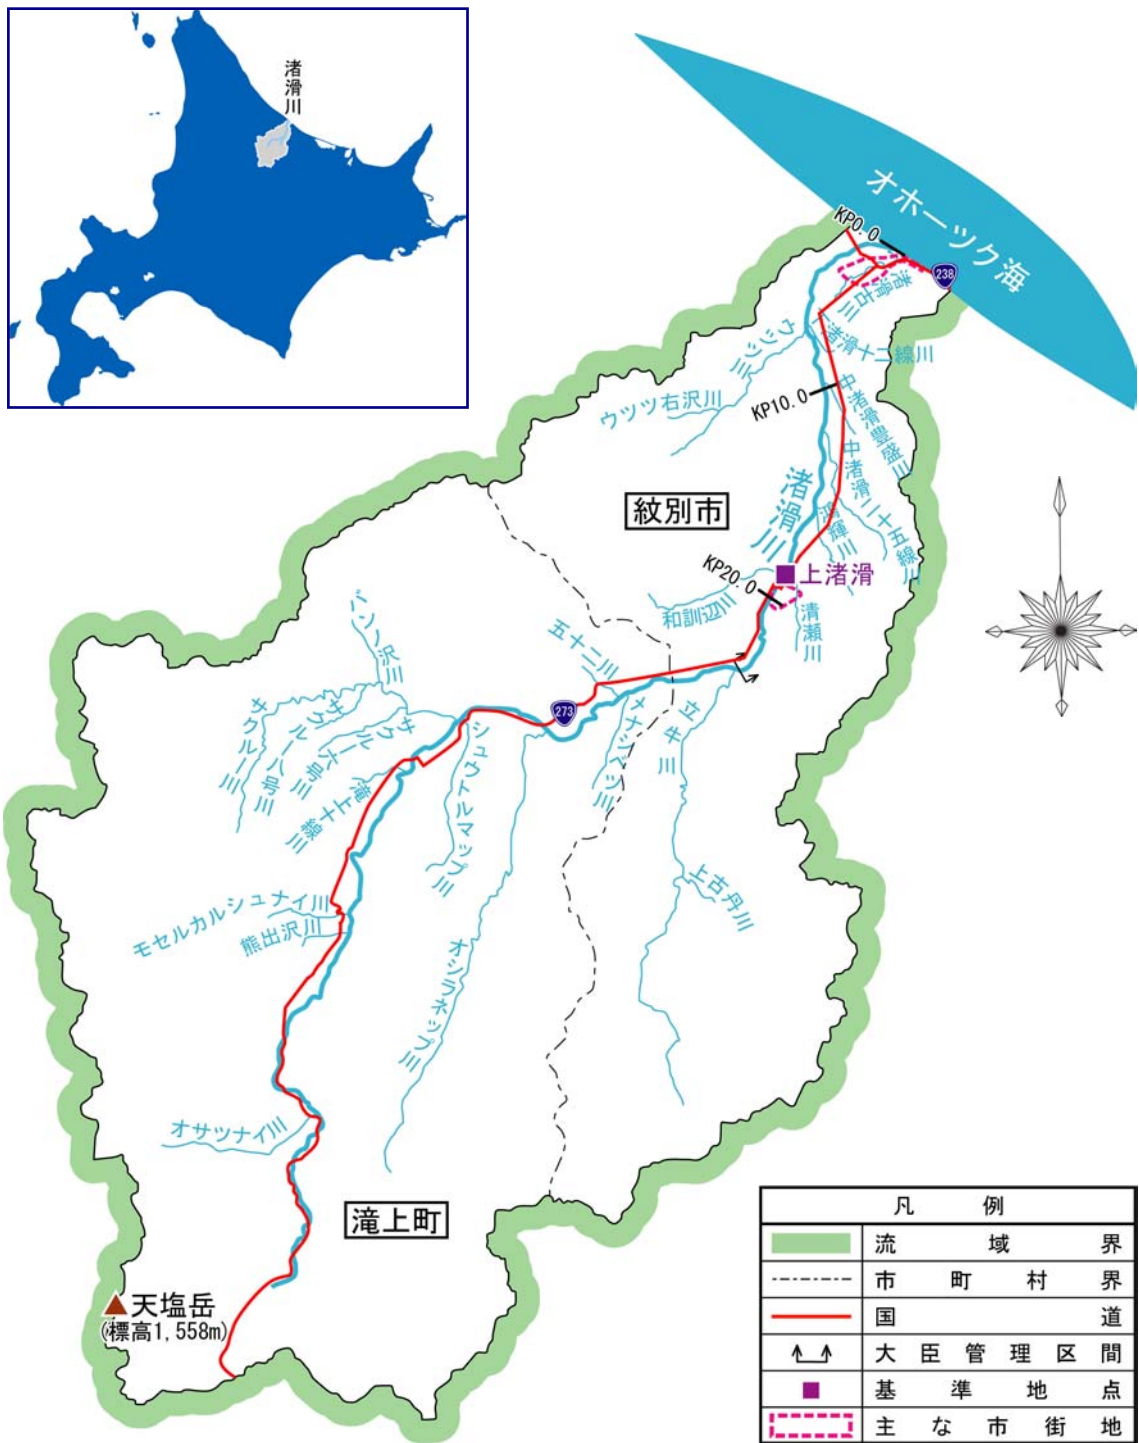 渚滑川
オホーツク海
KP0.0
238
渚滑古川
渚滑十二線川
ウツツ川
ウツツ右沢川
KP10.0
中渚滑豊盛川
中渚滑二十五線川
渚滑川
鴻輝川
紋別市
上渚滑
KP20.0
和訓辺川
清瀬川
五十二川
273
パンノ沢川
サクルー川
サクルー八号川
サクルー六号川
滝上十線川
シュウトルマップ川
メナシベツ川
立牛川
上古丹川
モセルカルシュナイ川
熊出沢川
オシラネップ川
オサツナイ川
滝上町
天塩岳
(標高1,558m)
凡例
流域界
市町村界
国道
大臣管理区間
基準地点
主な市街地